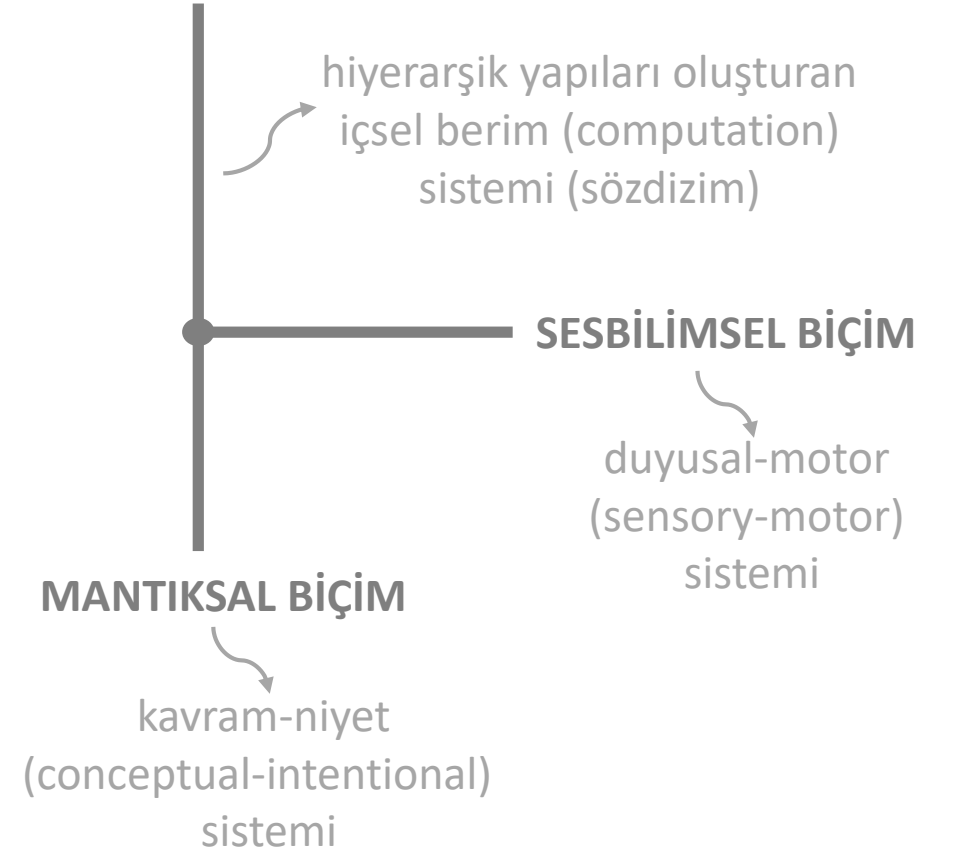 hiyerarşik yapıları oluşturan
içsel berim (computation)
sistemi (sözdizim)
SESBİLİMSEL BİÇİM
duyusal-motor
(sensory-motor)
sistemi
MANTIKSAL BİÇİM
kavram-niyet
(conceptual-intentional)
sistemi